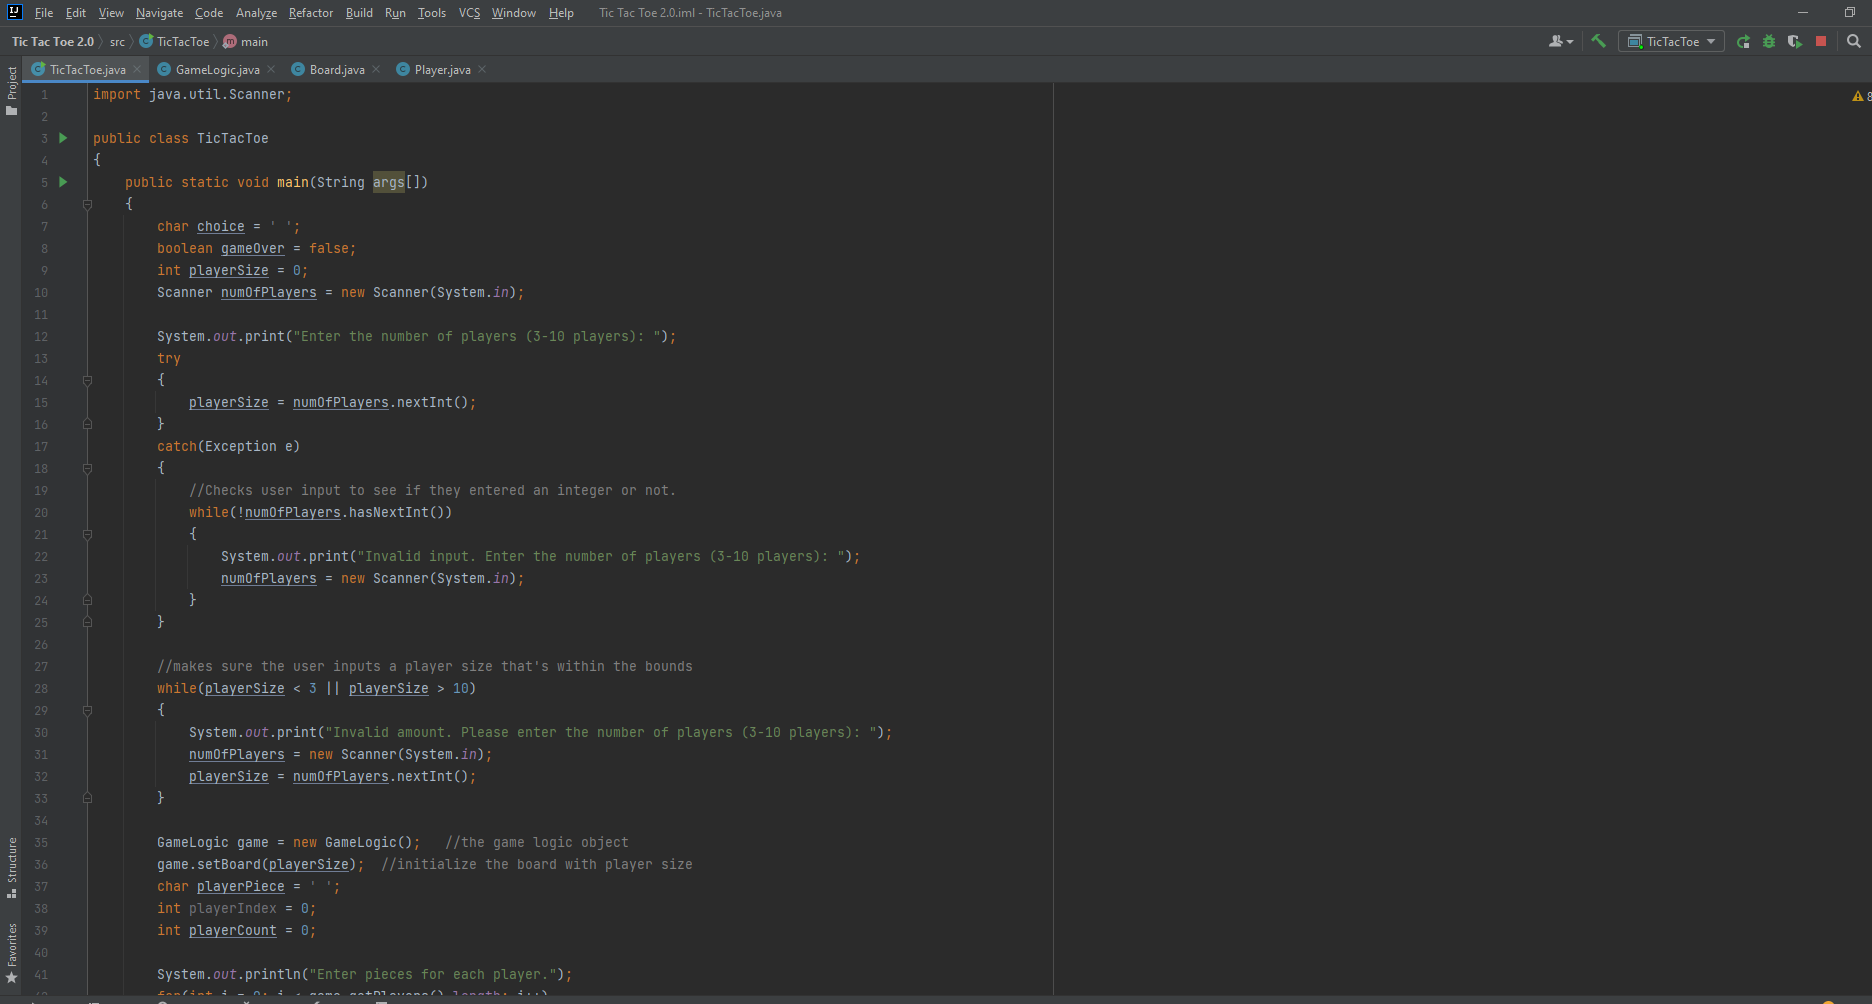 File Edit View Navigate Code Analyze Refactor Build Run Tools VCS Window Help Tic Tac Toe 2.0.iml - TicTacToe.java
Tic Tac Toe 2.0 src TicTacToe main TicTacToe
TicTacToe.java GameLogic.java Board.java Player.java
Project
8
1 import java.util.Scanner;
2
3 public class TicTacToe
4 {
5 public static void main(String args[])
6 {
7 char choice = ' ';
8 boolean gameOver = false;
9 int playerSize = 0;
10 Scanner numOfPlayers = new Scanner(System.in);
11
12 System.out.print("Enter the number of players (3-10 players): ");
13 try
14 {
15 playerSize = numOfPlayers.nextInt();
16 }
17 catch(Exception e)
18 {
19 //Checks user input to see if they entered an integer or not.
20 while(!numOfPlayers.hasNextInt())
21 {
22 System.out.print("Invalid input. Enter the number of players (3-10 players): ");
23 numOfPlayers = new Scanner(System.in);
24 }
25 }
26
27 //makes sure the user inputs a player size that's within the bounds
28 while(playerSize < 3 || playerSize > 10)
29 {
30 System.out.print("Invalid amount. Please enter the number of players (3-10 players): ");
31 numOfPlayers = new Scanner(System.in);
32 playerSize = numOfPlayers.nextInt();
33 }
34
35 GameLogic game = new GameLogic(); //the game logic object
36 game.setBoard(playerSize); //initialize the board with player size
37 char playerPiece = ' ';
38 int playerIndex = 0;
39 int playerCount = 0;
40
41 System.out.println("Enter pieces for each player.");
Structure
Favorites